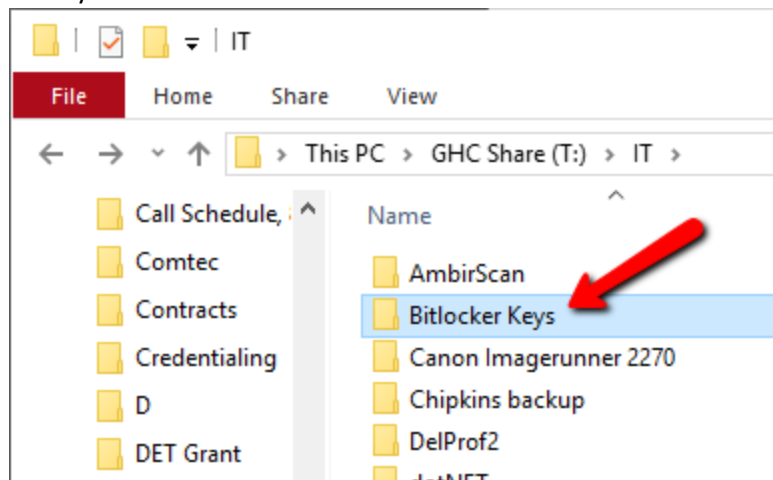 IT
File Home Share View
This PC > GHC Share (T:) > IT >
Call Schedule,
Comtec
Contracts
Credentialing
D
DET Grant
Name
AmbirScan
Bitlocker Keys
Canon Imagerunner 2270
Chipkins backup
DelProf2
dotNET